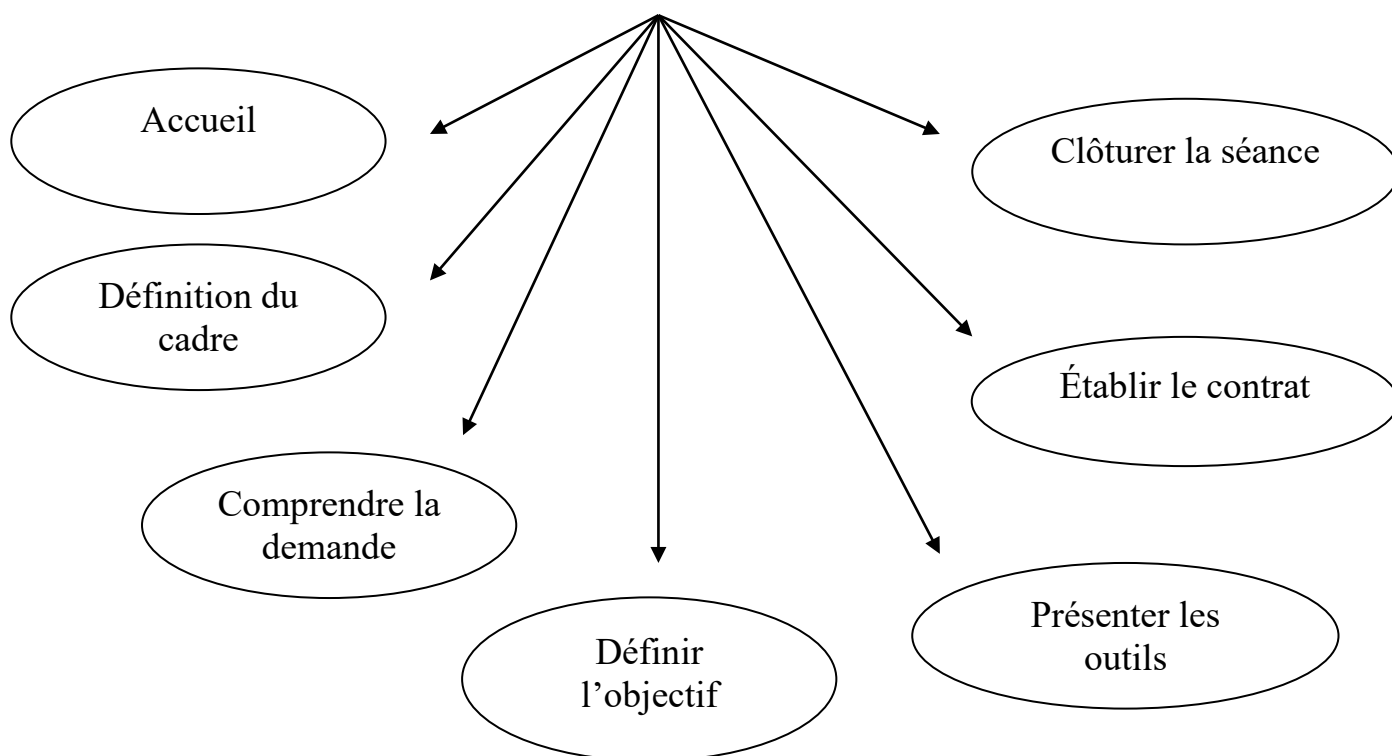 Accueil
Clôturer la séance
Définition du
cadre
Établir le contrat
Comprendre la
demande
Présenter les
outils
Définir
l’objectif